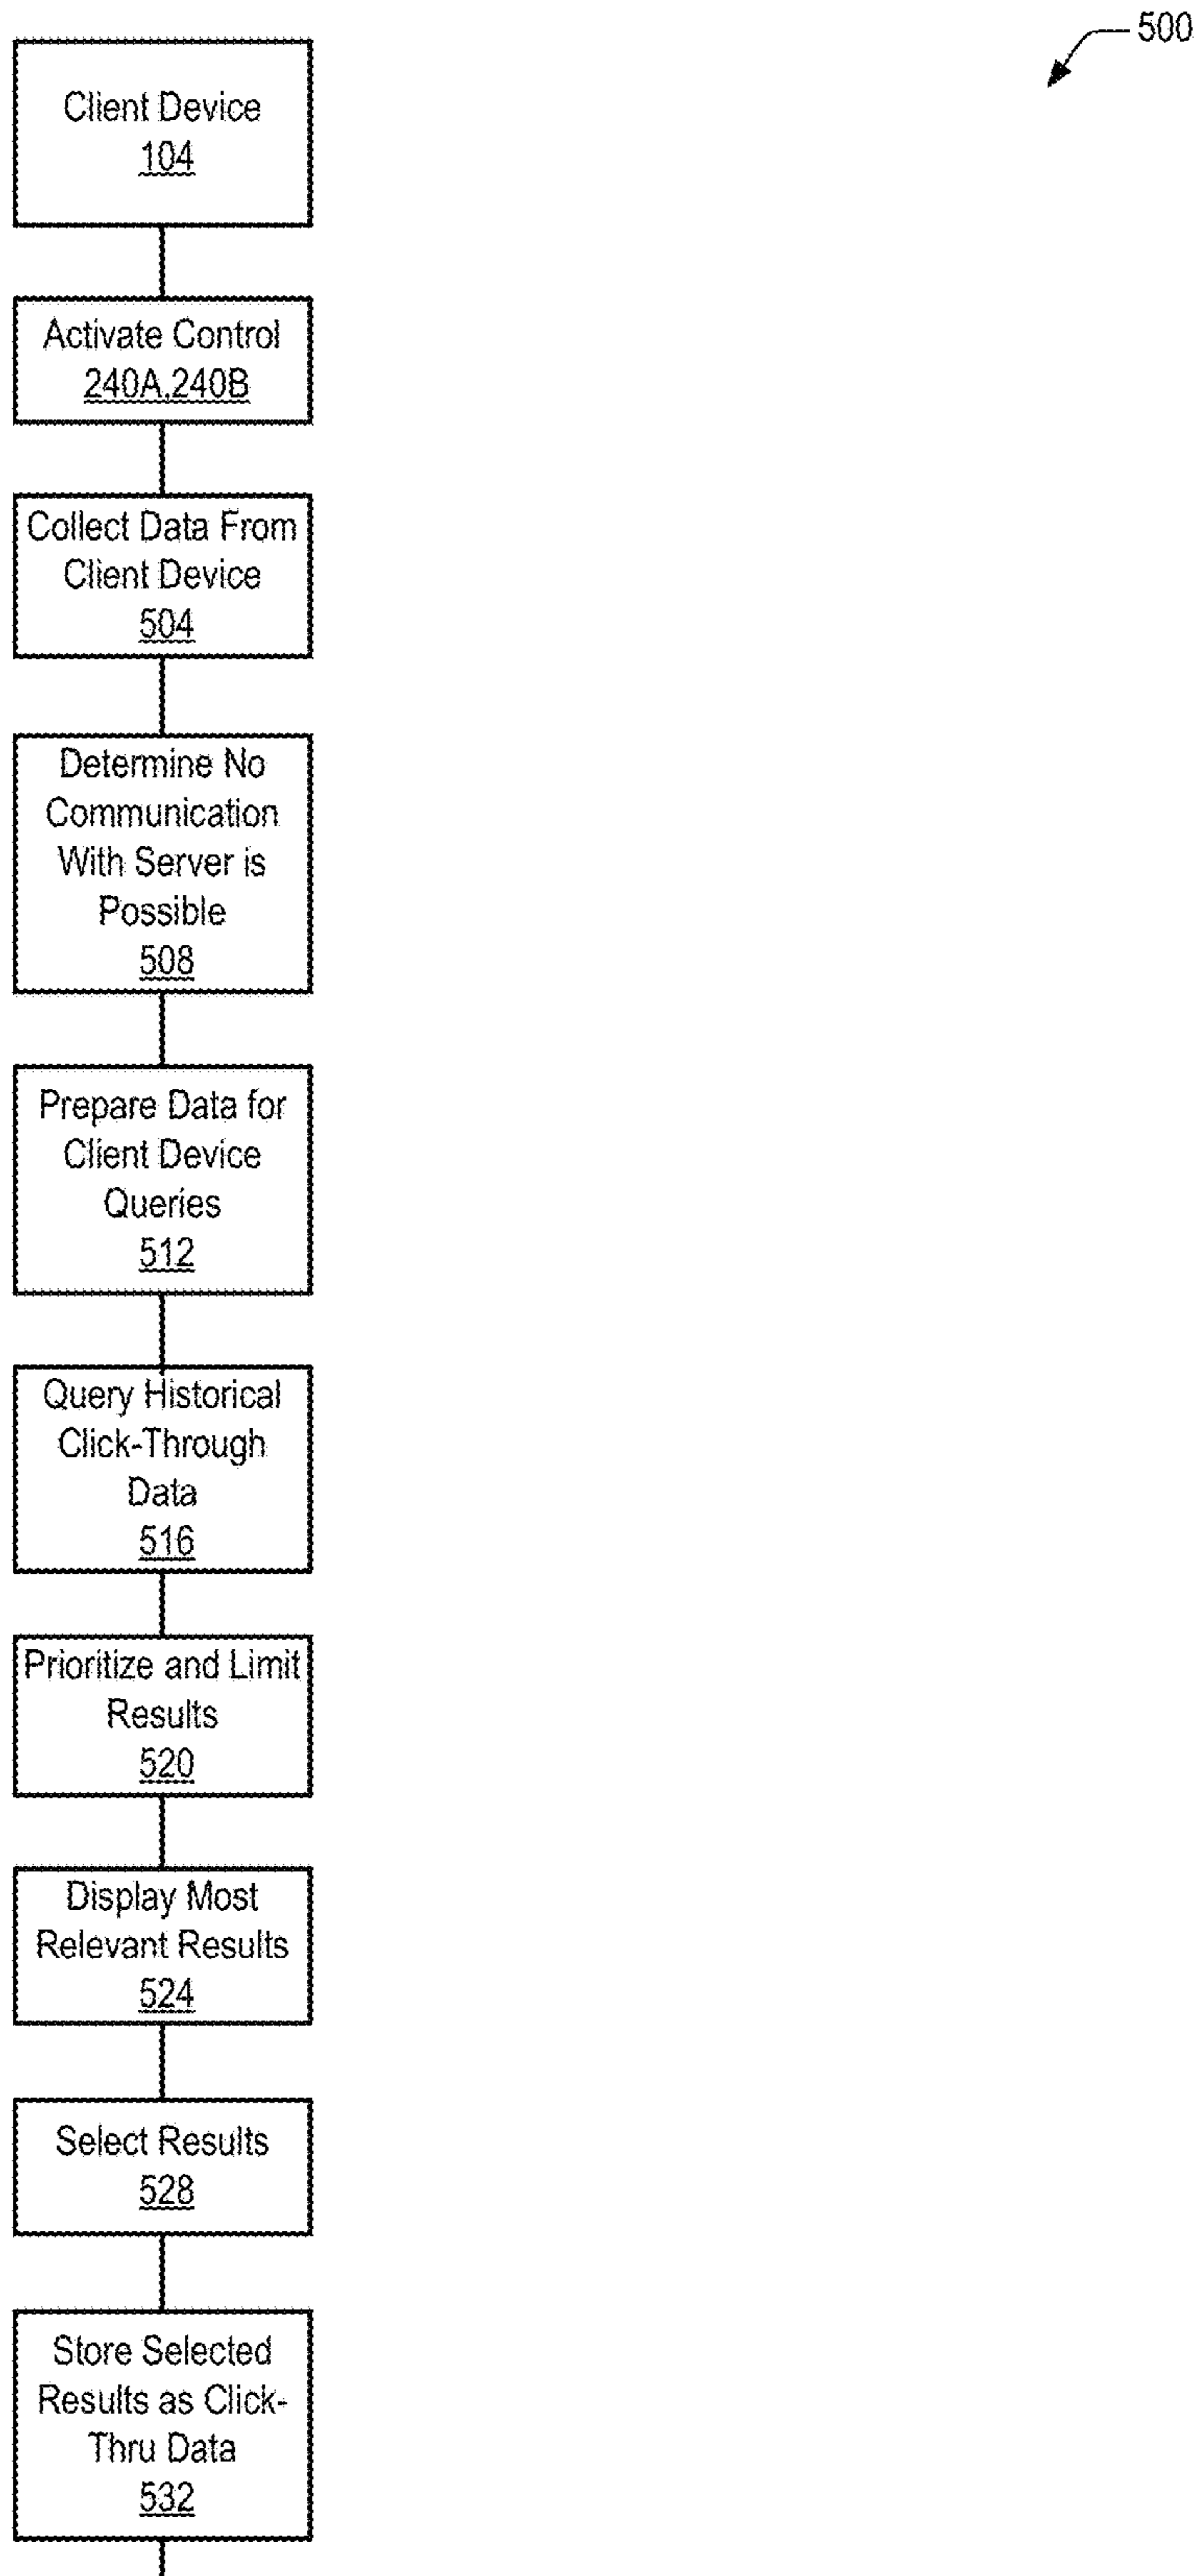 500
Client Device
104
Activate Control
240A,240B
Collect Data From
Client Device
504
Determine No
Communication
With Server is
Possible
508
Prepare Data for
Client Device
Queries
512
Query Historical
Click-Through
Data
516
Prioritize and Limit
Results
520
Display Most
Relevant Results
524
Select Results
528
Store Selected
Results as Click-
Thru Data
532